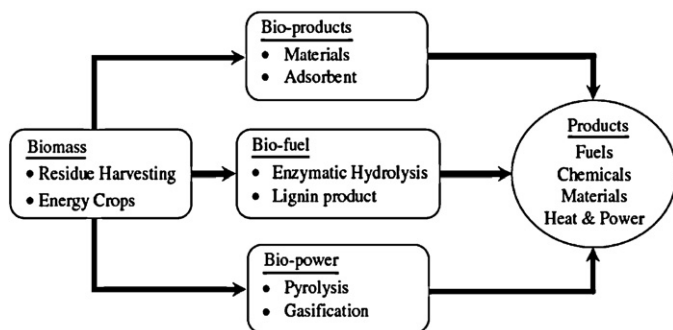 Bio-products
• Materials
• Adsorbent
Biomass
• Residue Harvesting
• Energy Crops
Bio-fuel
• Enzymatic Hydrolysis
• Lignin product
Products
Fuels
Chemicals
Materials
Heat & Power
Bio-power
• Pyrolysis
• Gasification